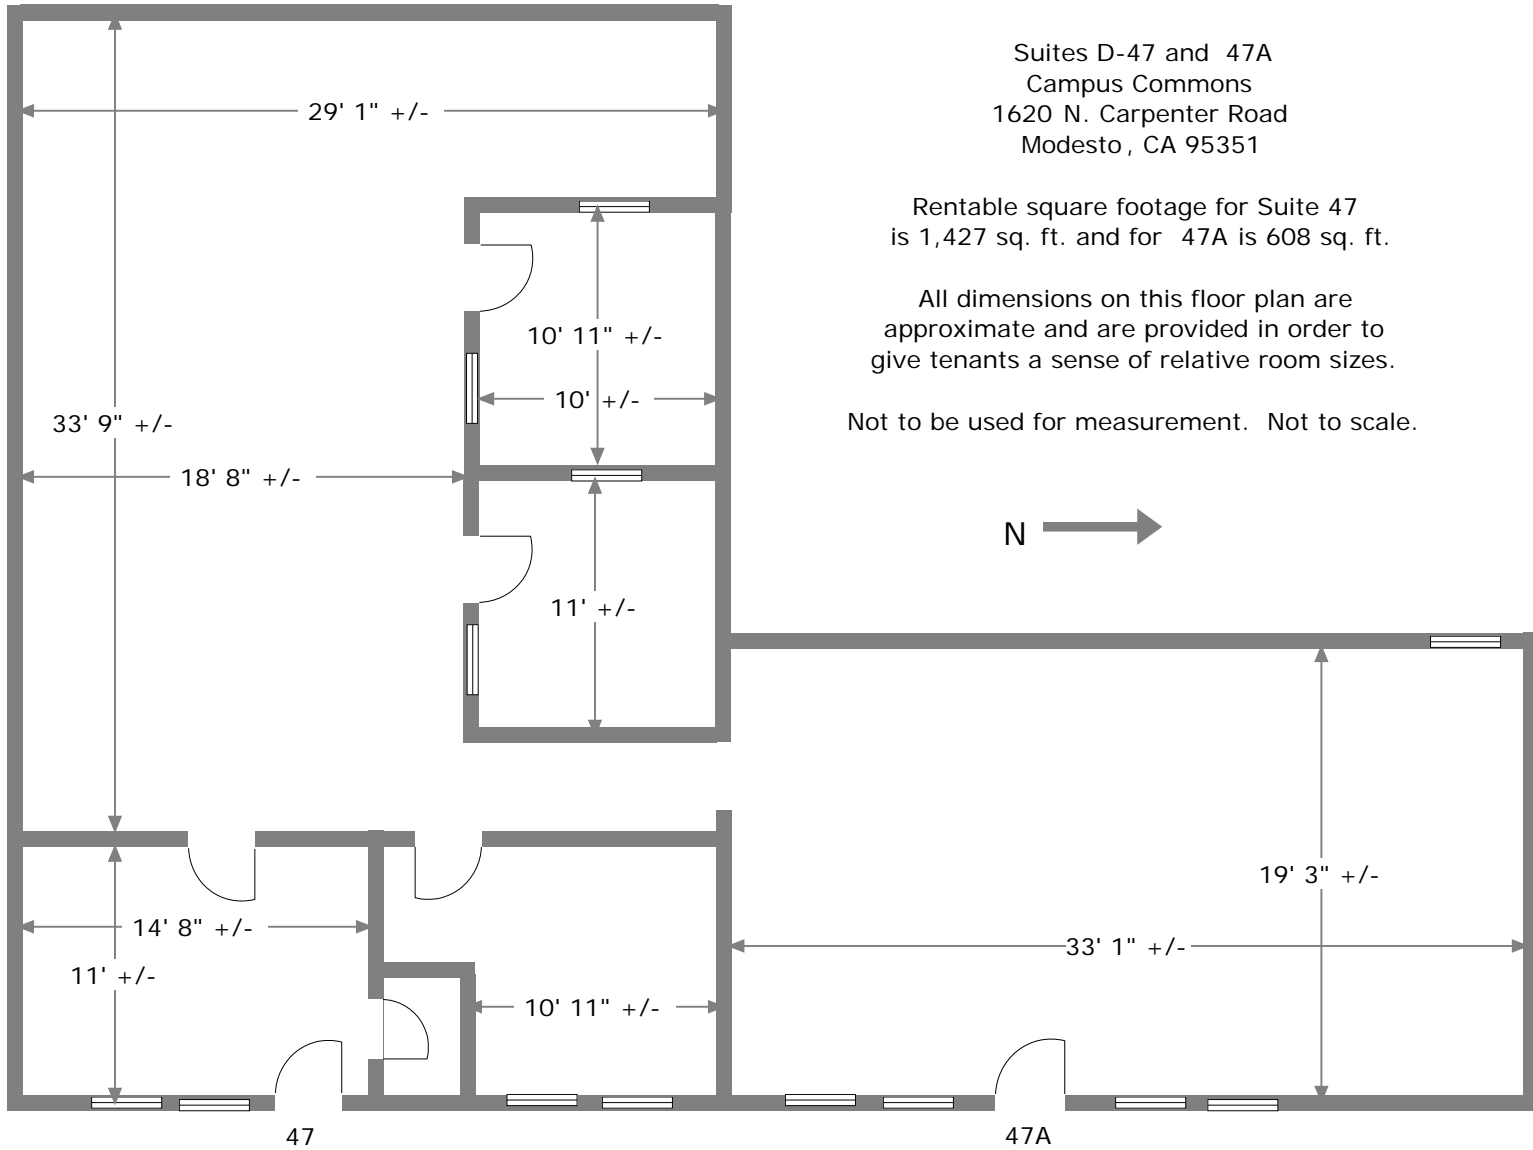 Suites D-47 and 47A
Campus Commons
1620 N. Carpenter Road
Modesto, CA 95351
29' 1" +/-
Rentable square footage for Suite 47
is 1,427 sq. ft. and for 47A is 608 sq. ft.
All dimensions on this floor plan are
approximate and are provided in order to
give tenants a sense of relative room sizes.
10' 11" +/-
10' +/-
33' 9" +/-
Not to be used for measurement. Not to scale.
18' 8" +/-
N
11' +/-
19' 3" +/-
14' 8" +/-
33' 1" +/-
11' +/-
10' 11" +/-
47
47A